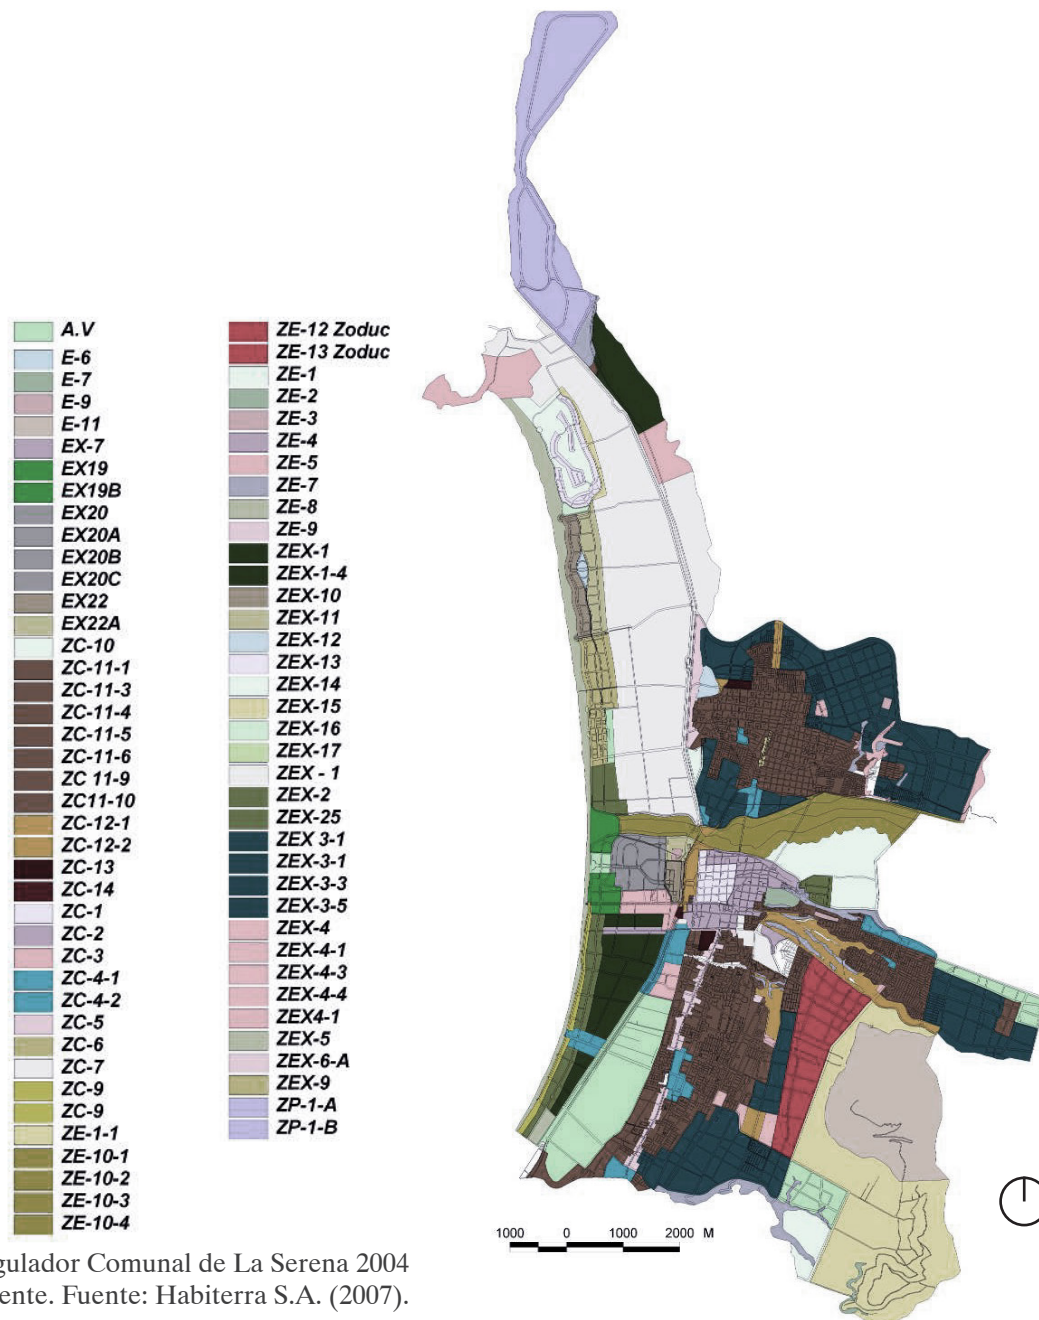 A.V
E-6
E-7
E-9
E-11
EX-7
EX19
EX19B
EX20
EX20A
EX20B
EX20C
EX22
EX22A
ZC-10
ZC-11-1
ZC-11-3
ZC-11-4
ZC-11-5
ZC-11-6
ZC 11-9
ZC11-10
ZC-12-1
ZC-12-2
ZC-13
ZC-14
ZC-1
ZC-2
ZC-3
ZC-4-1
ZC-4-2
ZC-5
ZC-6
ZC-7
ZC-9
ZC-9
ZE-1-1
ZE-10-1
ZE-10-2
ZE-10-3
ZE-10-4
ZE-12 Zoduc
ZE-13 Zoduc
ZE-1
ZE-2
ZE-3
ZE-4
ZE-5
ZE-7
ZE-8
ZE-9
ZEX-1
ZEX-1-4
ZEX-10
ZEX-11
ZEX-12
ZEX-13
ZEX-14
ZEX-15
ZEX-16
ZEX-17
ZEX - 1
ZEX-2
ZEX-25
ZEX 3-1
ZEX-3-1
ZEX-3-3
ZEX-3-5
ZEX-4
ZEX-4-1
ZEX-4-3
ZEX-4-4
ZEX4-1
ZEX-5
ZEX-6-A
ZEX-9
ZP-1-A
ZP-1-B
1000 0 1000 2000 M
gulador Comunal de La Serena 2004
ente. Fuente: Habiterra S.A. (2007).